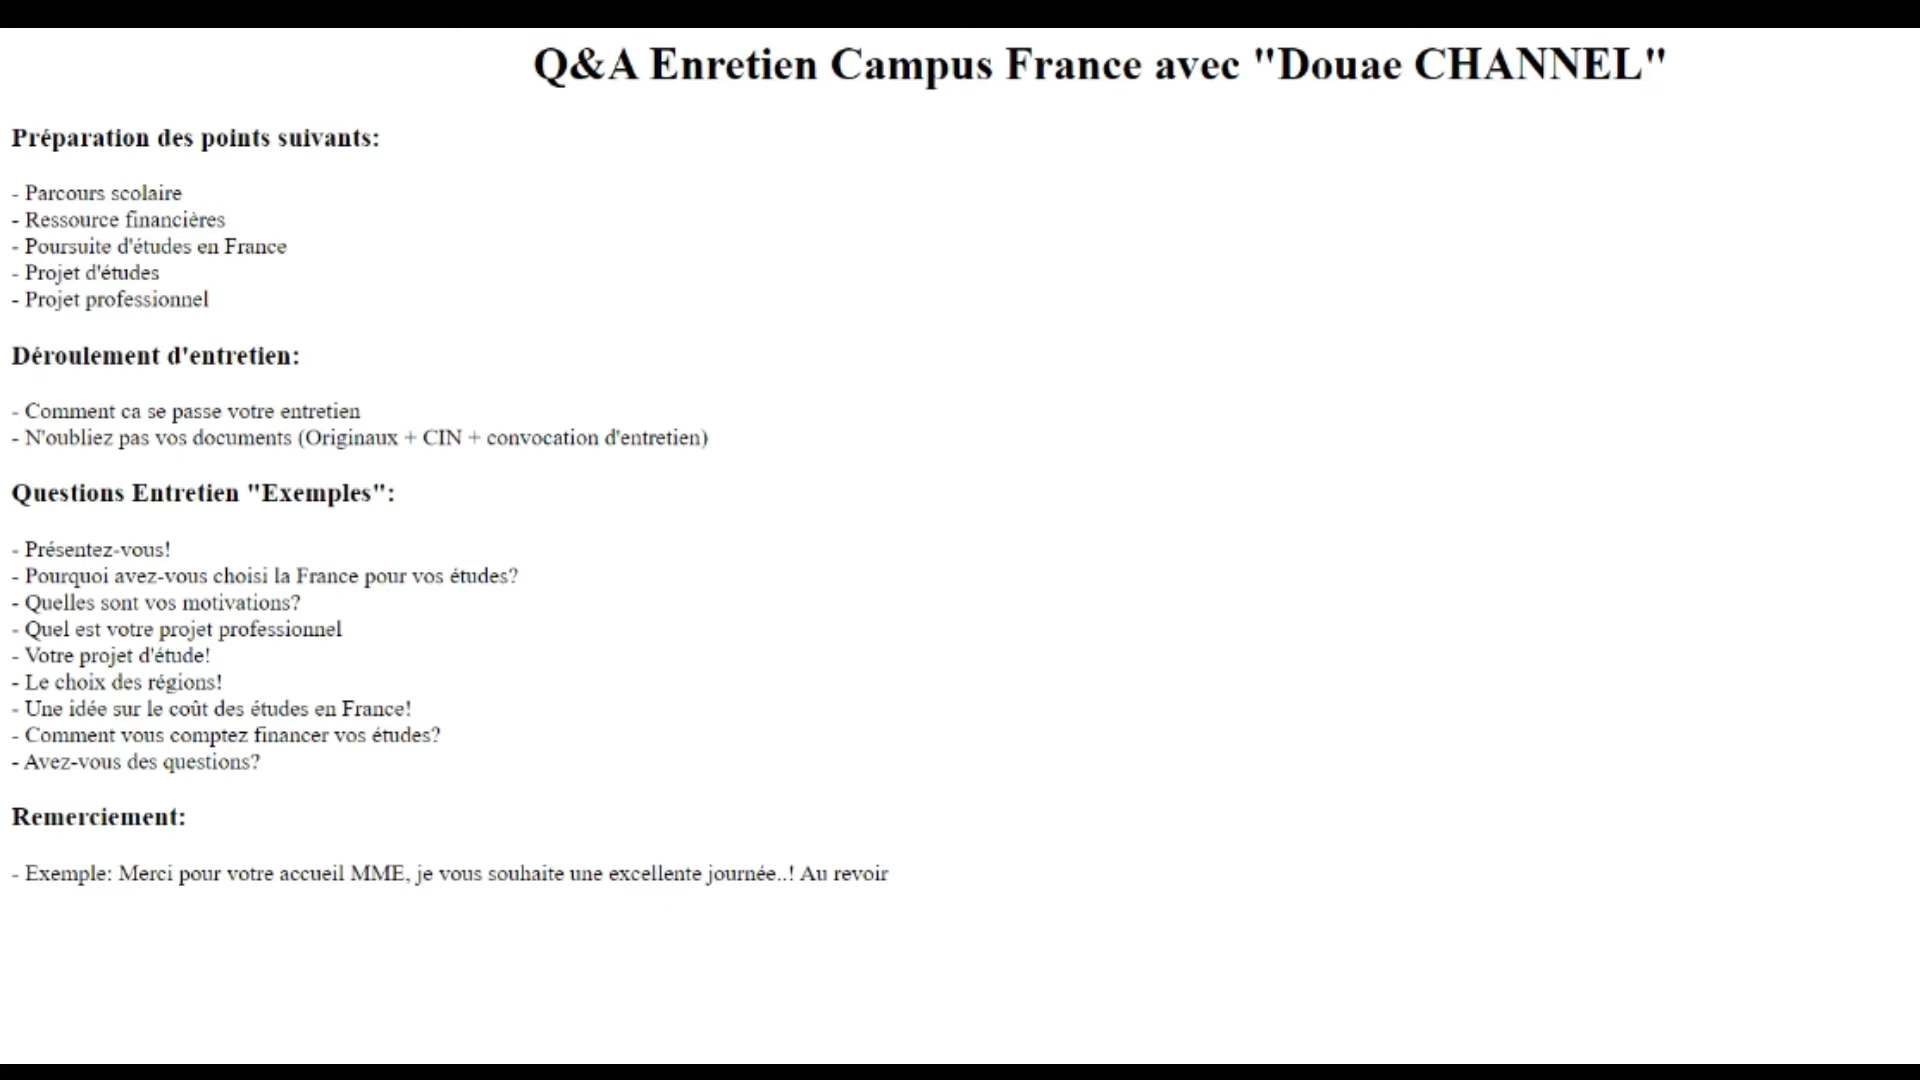 Q&A Enretien Campus France avec "Douae CHANNEL"
Préparation des points suivants:
- Parcours scolaire
- Ressource financières
- Poursuite d'études en France
- Projet d'études
- Projet professionnel
Déroulement d'entretien:
- Comment ca se passe votre entretien
- N'oubliez pas vos documents (Originaux + CIN + convocation d'entretien)
Questions Entretien "Exemples":
- Présentez-vous!
- Pourquoi avez-vous choisi la France pour vos études?
- Quelles sont vos motivations?
- Quel est votre projet professionnel
- Votre projet d'étude!
- Le choix des régions!
- Une idée sur le coût des études en France!
- Comment vous comptez financer vos études?
- Avez-vous des questions?
Remerciement:
- Exemple: Merci pour votre accueil MME, je vous souhaite une excellente journée..! Au revoir